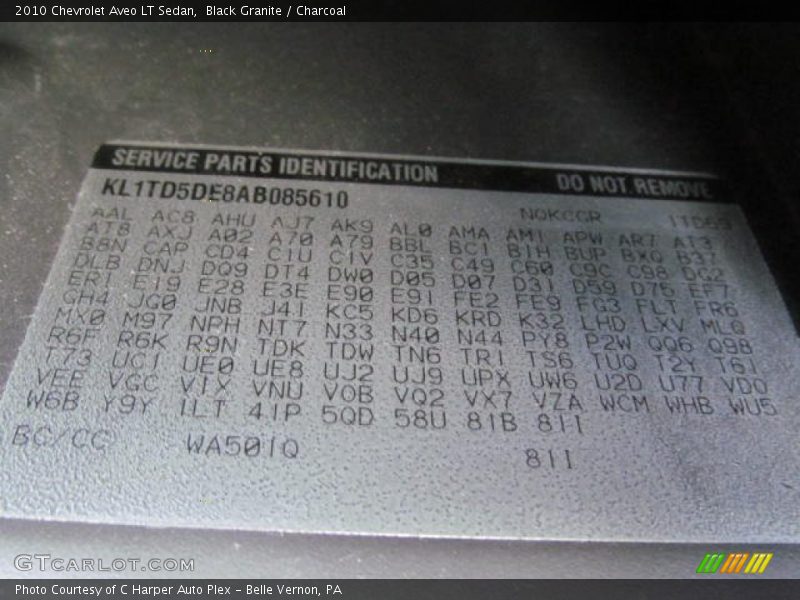 2010 Chevrolet Aveo LT Sedan, Black Granite / Charcoal
SERVICE PARTS IDENTIFICATION DO NOT REMOVE
KL1TD5DE8AB085610
NOKCGR 1TD69
AAL AC8 AHU AJ7 AK9 AL0 AMA AM1 APW AR7 AT3
AT8 AXJ A02 A70 A79 BBL BC1 B1H BUP BXQ B37
B8N CAP CD4 C1U C1V C35 C49 C60 C9C C98 DG2
DLB DNJ DQ9 DT4 DW0 D05 D07 D31 D59 D76 EF7
ER1 E19 E28 E3E E90 E91 FE2 FE9 FG3 FLT FR6
GH4 JG0 JNB J41 KC5 KD6 KRD K32 LHD LXV MLQ
MX0 M97 NPH NT7 N33 N40 N44 PY8 P2W QQ6 Q98
R6F R6K R9N TDK TDW TN6 TR1 TS6 TUQ T2Y T61
T73 UC1 UE0 UE8 UJ2 UJ9 UPX UW6 U2D U77 VD0
VEE VGC V1X VNU VOB VQ2 VX7 VZA WCM WHB WU5
W6B Y9Y 1LT 41P 5QD 58U 81B 811
BC/CC WA501Q 811
GTCARLOT.COM
Photo Courtesy of C Harper Auto Plex - Belle Vernon, PA